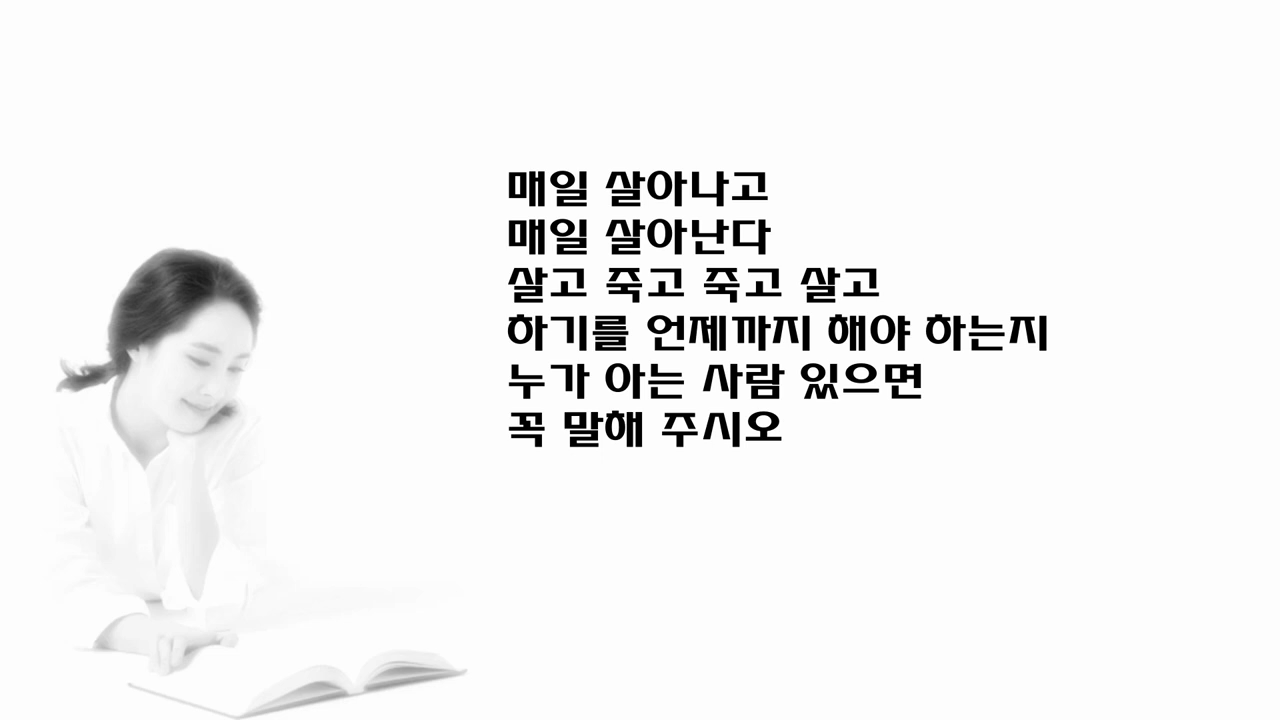 매일 살아나고
매일 살아난다
살고 죽고 죽고 살고
하기를 언제까지 해야 하는지
누가 아는 사람 있으면
꼭 말해 주시오